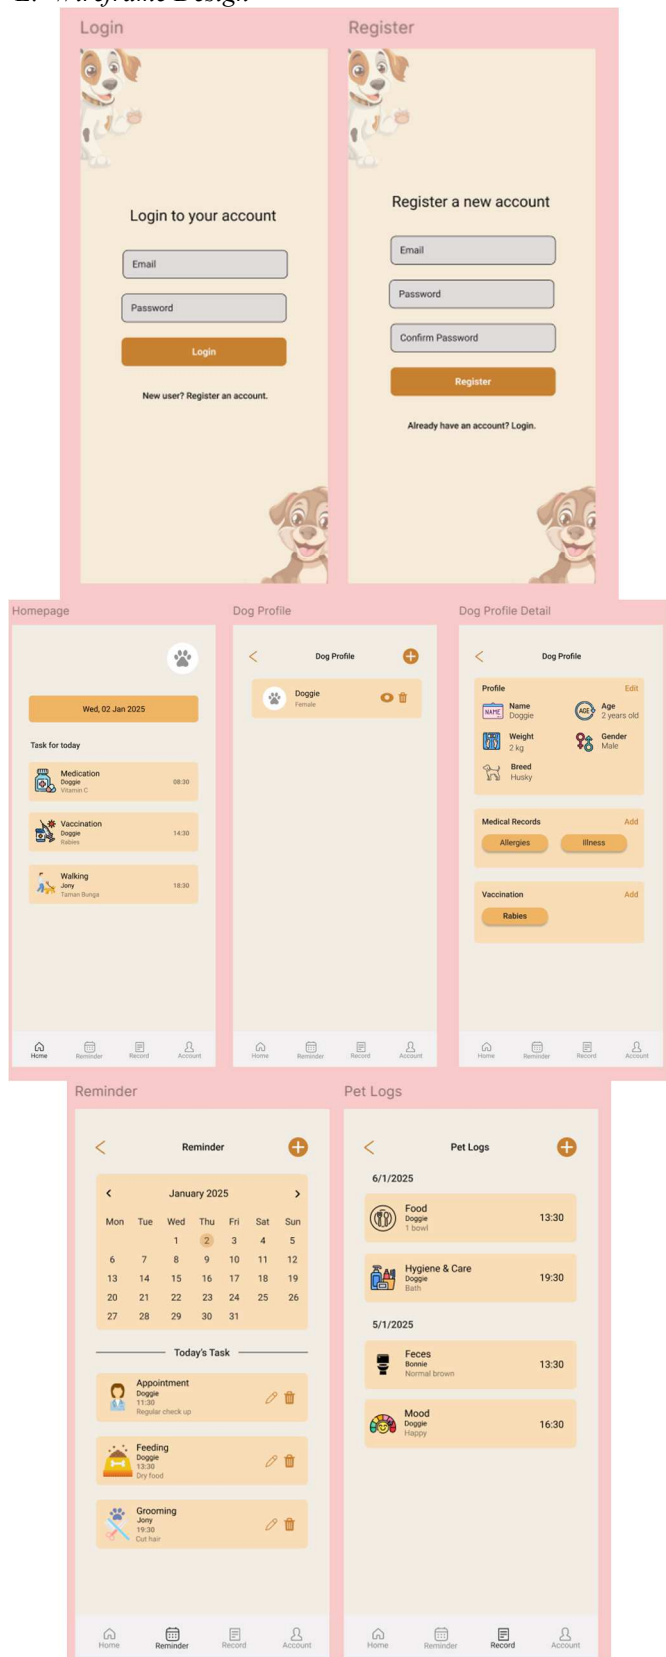 Wireframe Design
Login
Register
Login to your account
Email
Password
Login
New user? Register an account.
Register a new account
Email
Password
Confirm Password
Register
Already have an account? Login.
Homepage
Dog Profile
Dog Profile Detail
Wed, 02 Jan 2025
Task for today
Medication
Doggie
Vitamin C
08:30
Vaccination
Doggie
Rabies
14:30
Walking
Jony
Taman Bunga
18:30
Home
Reminder
Record
Account
Dog Profile
Doggie
Female
Home
Reminder
Record
Account
Dog Profile
Profile
Edit
NAME
Name
Doggie
AGE
Age
2 years old
Weight
2 kg
Gender
Male
Breed
Husky
Medical Records
Add
Allergies
Illness
Vaccination
Add
Rabies
Home
Reminder
Record
Account
Reminder
Pet Logs
Reminder
January 2025
Mon Tue Wed Thu Fri Sat Sun
1 2 3 4 5
6 7 8 9 10 11 12
13 14 15 16 17 18 19
20 21 22 23 24 25 26
27 28 29 30 31
Today's Task
Appointment
Doggie
11:30
Regular check up
Feeding
Doggie
13:30
Dry food
Grooming
Jony
19:30
Cut hair
Home
Reminder
Record
Account
Pet Logs
6/1/2025
Food
Doggie
1 bowl
13:30
Hygiene & Care
Doggie
Bath
19:30
5/1/2025
Feces
Bonnie
Normal brown
13:30
Mood
Doggie
Happy
16:30
Home
Reminder
Record
Account